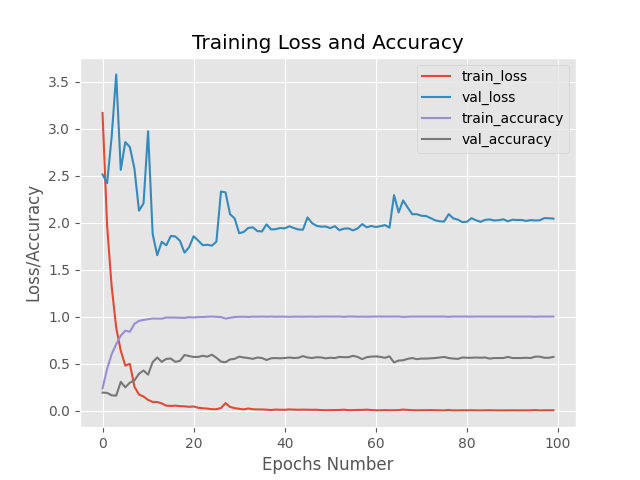 Training Loss and Accuracy
train_loss
val_loss
train_accuracy
val_accuracy
Loss/Accuracy
3.5
3.0
2.5
2.0
1.5
1.0
0.5
0.0
0 20 40 60 80 100
Epochs Number